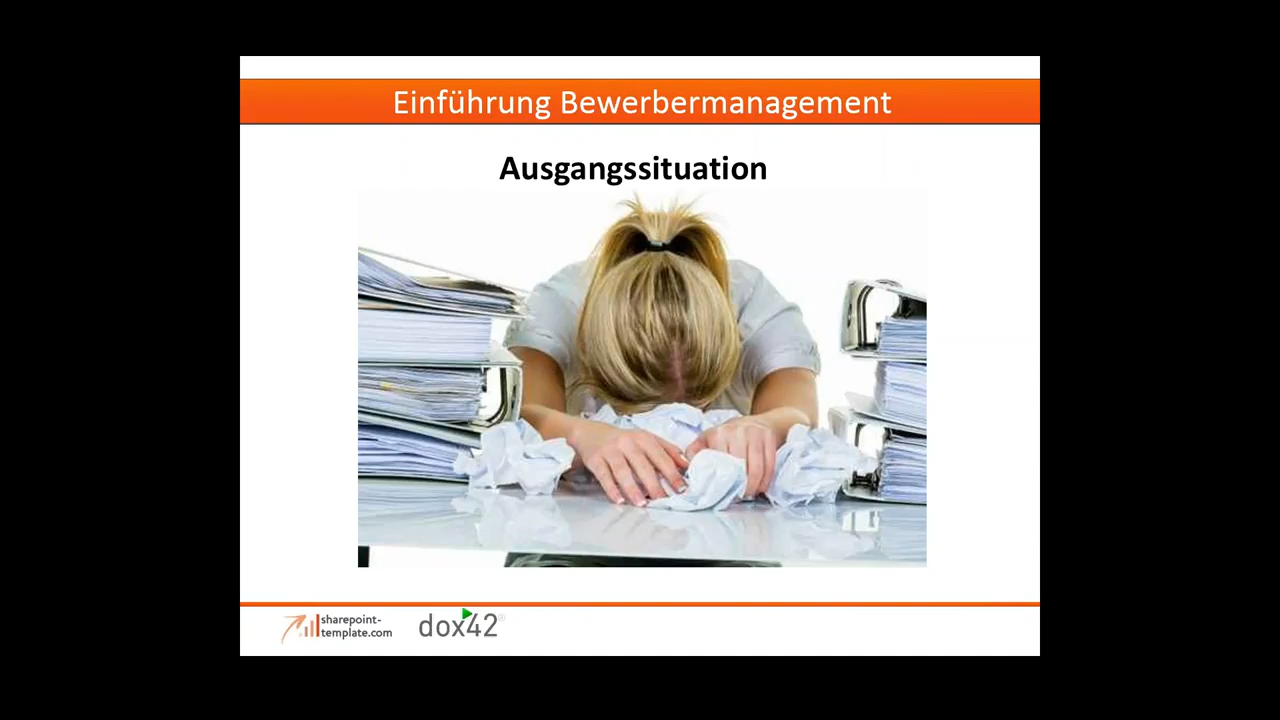 Einführung Bewerbermanagement
Ausgangssituation
sharepoint-
template.com
dox42®